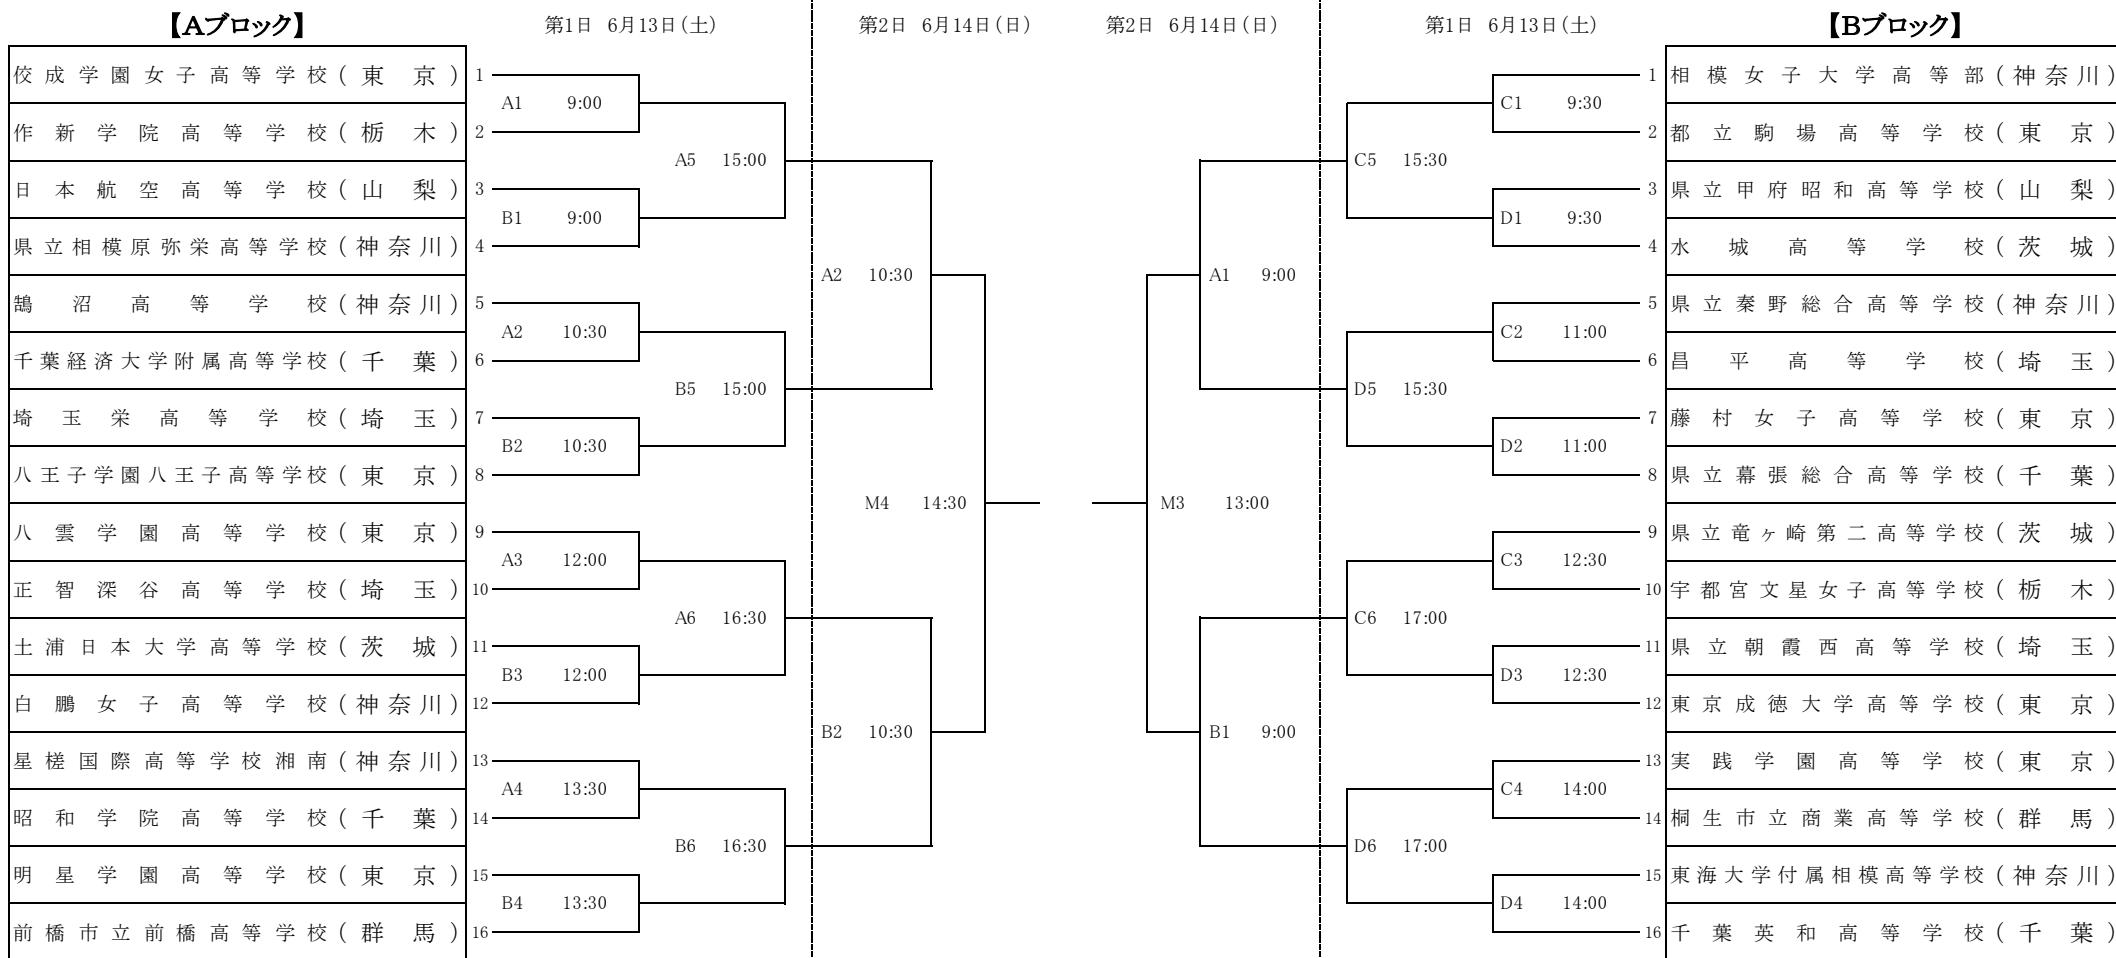 【Aブロック】 第1日 6月13日(土) 第2日 6月14日(日) 第2日 6月14日(日) 第1日 6月13日(土) 【Bブロック】
佼成学園女子高等学校(東京) 1 1 相模女子大学高等部(神奈川)
A1 9:00 C1 9:30
作新学院高等学校(栃木) 2 2 都立駒場高等学校(東京)
A5 15:00 C5 15:30
日本航空高等学校(山梨) 3 3 県立甲府昭和高等学校(山梨)
B1 9:00 D1 9:30
県立相模原弥栄高等学校(神奈川) 4 4 水城高等学校(茨城)
A2 10:30 A1 9:00
鵠沼高等学校(神奈川) 5 5 県立秦野総合高等学校(神奈川)
A2 10:30 C2 11:00
千葉経済大学附属高等学校(千葉) 6 6 昌平高等学校(埼玉)
B5 15:00 D5 15:30
埼玉栄高等学校(埼玉) 7 7 藤村女子高等学校(東京)
B2 10:30 D2 11:00
八王子学園八王子高等学校(東京) 8 8 県立幕張総合高等学校(千葉)
M4 14:30 M3 13:00
八雲学園高等学校(東京) 9 9 県立竜ヶ崎第二高等学校(茨城)
A3 12:00 C3 12:30
正智深谷高等学校(埼玉) 10 10 宇都宮文星女子高等学校(栃木)
A6 16:30 C6 17:00
土浦日本大学高等学校(茨城) 11 11 県立朝霞西高等学校(埼玉)
B3 12:00 D3 12:30
白鵬女子高等学校(神奈川) 12 12 東京成徳大学高等学校(東京)
B2 10:30 B1 9:00
星槎国際高等学校湘南(神奈川) 13 13 実践学園高等学校(東京)
A4 13:30 C4 14:00
昭和学院高等学校(千葉) 14 14 桐生市立商業高等学校(群馬)
B6 16:30 D6 17:00
明星学園高等学校(東京) 15 15 東海大学付属相模高等学校(神奈川)
B4 13:30 D4 14:00
前橋市立前橋高等学校(群馬) 16 16 千葉英和高等学校(千葉)